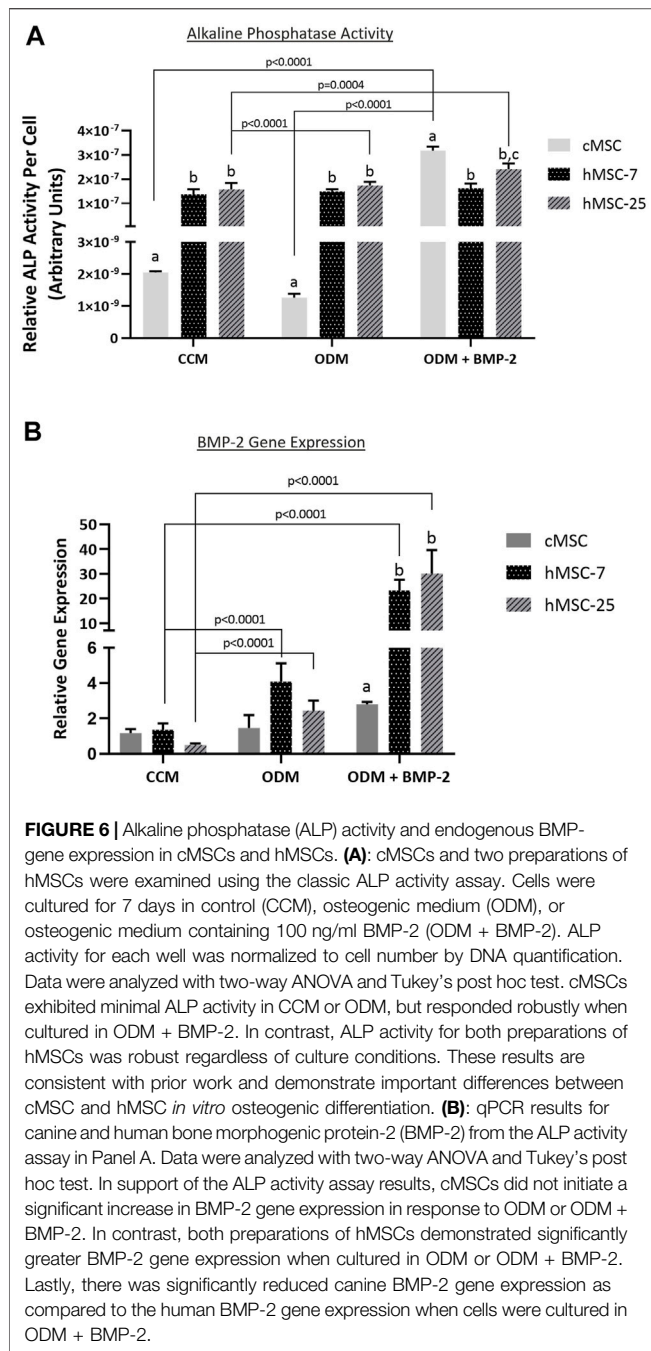 A
Alkaline Phosphatase Activity
p<0.0001
p=0.0004
p<0.0001
p<0.0001
Relative ALP Activity Per Cell
(Arbitrary Units)
4×10⁻⁷
3×10⁻⁷
2×10⁻⁷
1×10⁻⁷
3×10⁻⁹
2×10⁻⁹
1×10⁻⁹
0
a b b
a b b
a b b,c
CCM ODM ODM + BMP-2
cMSC
hMSC-7
hMSC-25
B
BMP-2 Gene Expression
p<0.0001
p<0.0001
p<0.0001
p<0.0001
Relative Gene Expression
50
40
30
20
10
6
4
2
0
a b b
CCM ODM ODM + BMP-2
cMSC
hMSC-7
hMSC-25
FIGURE 6 | Alkaline phosphatase (ALP) activity and endogenous BMP-
gene expression in cMSCs and hMSCs. (A): cMSCs and two preparations of
hMSCs were examined using the classic ALP activity assay. Cells were
cultured for 7 days in control (CCM), osteogenic medium (ODM), or
osteogenic medium containing 100 ng/ml BMP-2 (ODM + BMP-2). ALP
activity for each well was normalized to cell number by DNA quantification.
Data were analyzed with two-way ANOVA and Tukey's post hoc test. cMSCs
exhibited minimal ALP activity in CCM or ODM, but responded robustly when
cultured in ODM + BMP-2. In contrast, ALP activity for both preparations of
hMSCs was robust regardless of culture conditions. These results are
consistent with prior work and demonstrate important differences between
cMSC and hMSC in vitro osteogenic differentiation. (B): qPCR results for
canine and human bone morphogenic protein-2 (BMP-2) from the ALP activity
assay in Panel A. Data were analyzed with two-way ANOVA and Tukey's post
hoc test. In support of the ALP activity assay results, cMSCs did not initiate a
significant increase in BMP-2 gene expression in response to ODM or ODM +
BMP-2. In contrast, both preparations of hMSCs demonstrated significantly
greater BMP-2 gene expression when cultured in ODM or ODM + BMP-2.
Lastly, there was significantly reduced canine BMP-2 gene expression as
compared to the human BMP-2 gene expression when cells were cultured in
ODM + BMP-2.